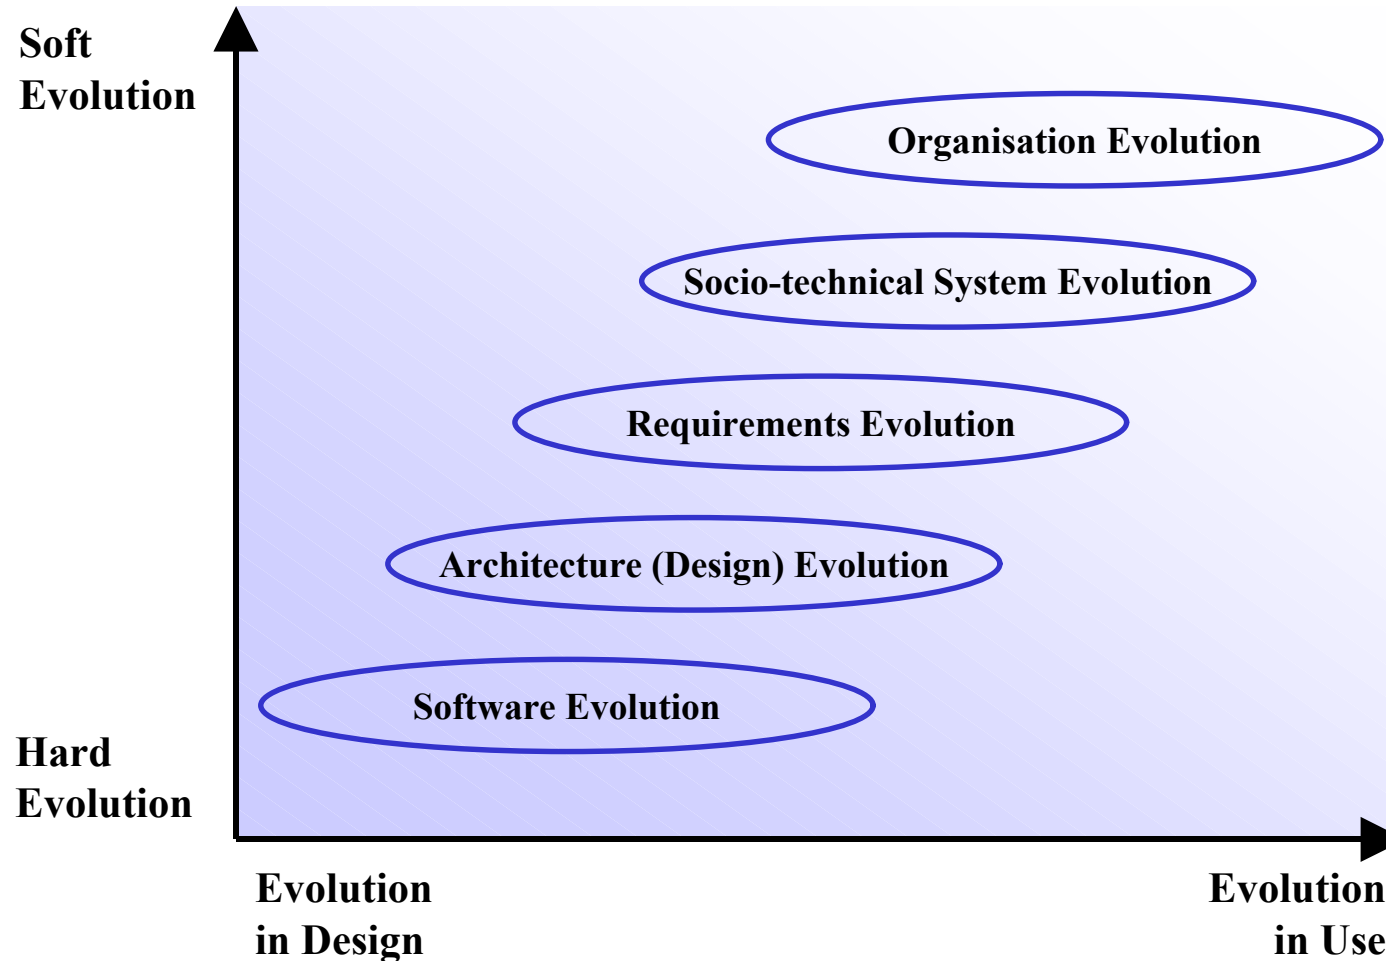 Soft
Evolution
Organisation Evolution
Socio-technical System Evolution
Requirements Evolution
Architecture (Design) Evolution
Software Evolution
Hard
Evolution
Evolution
in Design
Evolution
in Use